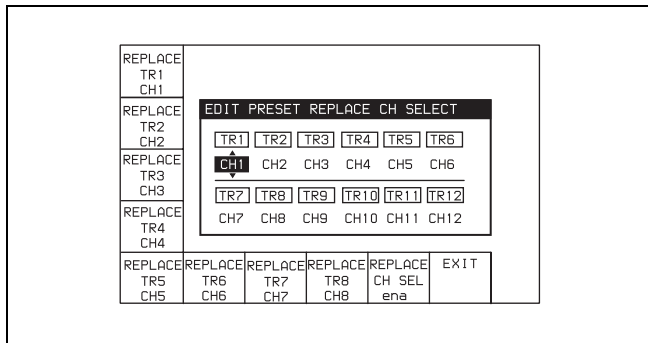 REPLACE
TR1
CH1
REPLACE
TR2
CH2
REPLACE
TR3
CH3
REPLACE
TR4
CH4
EDIT PRESET REPLACE CH SELECT
TR1 TR2 TR3 TR4 TR5 TR6
CH1 CH2 CH3 CH4 CH5 CH6
TR7 TR8 TR9 TR10 TR11 TR12
CH7 CH8 CH9 CH10 CH11 CH12
REPLACE REPLACE REPLACE REPLACE REPLACE EXIT
TR5 TR6 TR7 TR8 CH SEL
CH5 CH6 CH7 CH8 ena